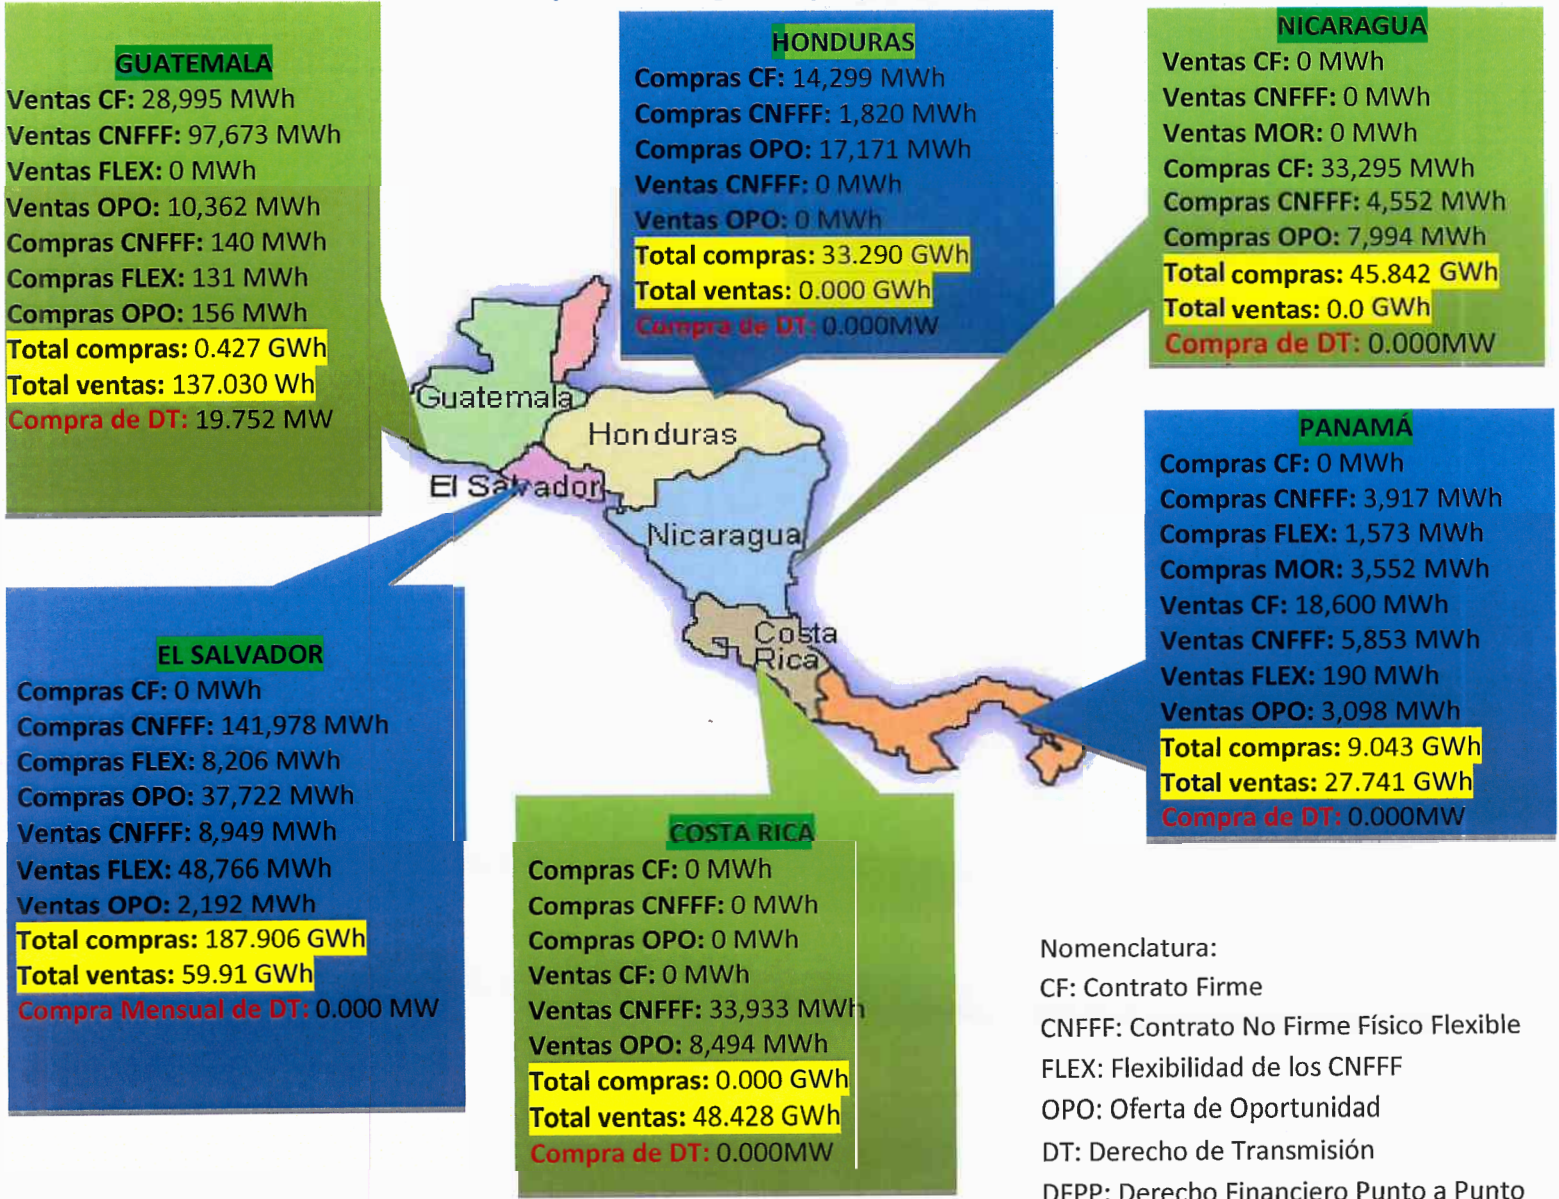 GUATEMALA
Ventas CF: 28,995 MWh
Ventas CNFFF: 97,673 MWh
Ventas FLEX: 0 MWh
Ventas OPO: 10,362 MWh
Compras CNFFF: 140 MWh
Compras FLEX: 131 MWh
Compras OPO: 156 MWh
Total compras: 0.427 GWh
Total ventas: 137.030 Wh
Compra de DT: 19.752 MW
HONDURAS
Compras CF: 14,299 MWh
Compras CNFFF: 1,820 MWh
Compras OPO: 17,171 MWh
Ventas CNFFF: 0 MWh
Ventas OPO: 0 MWh
Total compras: 33.290 GWh
Total ventas: 0.000 GWh
Compra de DT: 0.000MW
NICARAGUA
Ventas CF: 0 MWh
Ventas CNFFF: 0 MWh
Ventas MOR: 0 MWh
Compras CF: 33,295 MWh
Compras CNFFF: 4,552 MWh
Compras OPO: 7,994 MWh
Total compras: 45.842 GWh
Total ventas: 0.0 GWh
Compra de DT: 0.000MW
Guatemala
Honduras
El Salvador
Nicaragua
Costa
Rica
PANAMÁ
Compras CF: 0 MWh
Compras CNFFF: 3,917 MWh
Compras FLEX: 1,573 MWh
Compras MOR: 3,552 MWh
Ventas CF: 18,600 MWh
Ventas CNFFF: 5,853 MWh
Ventas FLEX: 190 MWh
Ventas OPO: 3,098 MWh
Total compras: 9.043 GWh
Total ventas: 27.741 GWh
Compra de DT: 0.000MW
EL SALVADOR
Compras CF: 0 MWh
Compras CNFFF: 141,978 MWh
Compras FLEX: 8,206 MWh
Compras OPO: 37,722 MWh
Ventas CNFFF: 8,949 MWh
Ventas FLEX: 48,766 MWh
Ventas OPO: 2,192 MWh
Total compras: 187.906 GWh
Total ventas: 59.91 GWh
Compra Mensual de DT: 0.000 MW
COSTA RICA
Compras CF: 0 MWh
Compras CNFFF: 0 MWh
Compras OPO: 0 MWh
Ventas CF: 0 MWh
Ventas CNFFF: 33,933 MWh
Ventas OPO: 8,494 MWh
Total compras: 0.000 GWh
Total ventas: 48.428 GWh
Compra de DT: 0.000MW
Nomenclatura:
CF: Contrato Firme
CNFFF: Contrato No Firme Físico Flexible
FLEX: Flexibilidad de los CNFFF
OPO: Oferta de Oportunidad
DT: Derecho de Transmisión
DFPP: Derecho Financiero Punto a Punto